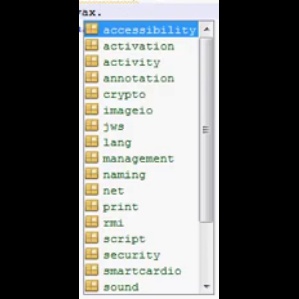 vax.
accessibility
activation
activity
annotation
crypto
imageio
jws
lang
management
naming
net
print
rmi
script
security
smartcardio
sound